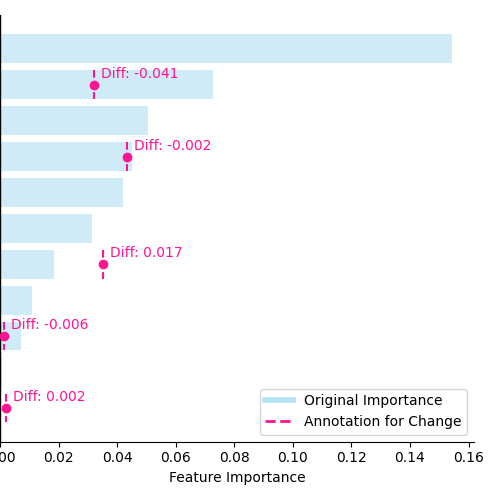 Diff: -0.041
Diff: -0.002
Diff: 0.017
Diff: -0.006
Diff: 0.002
Original Importance
Annotation for Change
00 0.02 0.04 0.06 0.08 0.10 0.12 0.14 0.16
Feature Importance